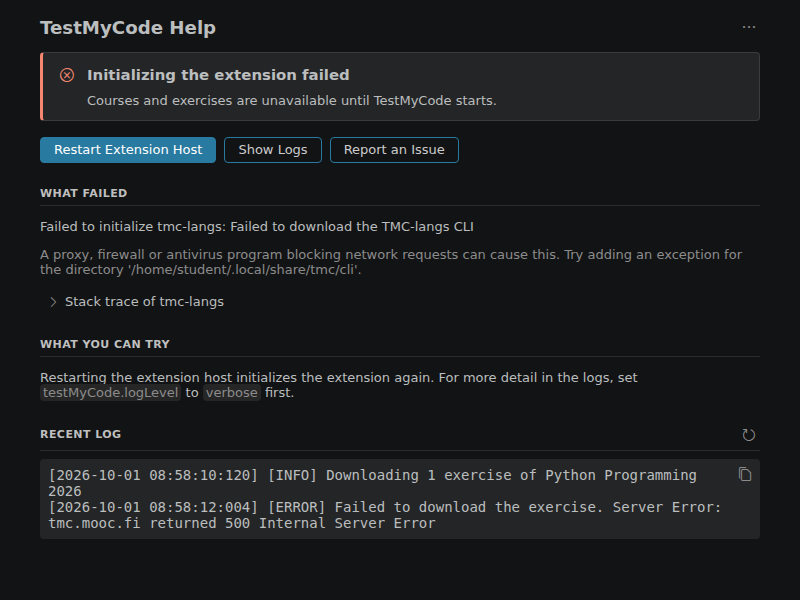 TestMyCode Help
Initializing the extension failed
Courses and exercises are unavailable until TestMyCode starts.
Restart Extension Host
Show Logs
Report an Issue
WHAT FAILED
Failed to initialize tmc-langs: Failed to download the TMC-langs CLI
A proxy, firewall or antivirus program blocking network requests can cause this. Try adding an exception for
the directory '/home/student/.local/share/tmc/cli'.
Stack trace of tmc-langs
WHAT YOU CAN TRY
Restarting the extension host initializes the extension again. For more detail in the logs, set
testMyCode.logLevel to verbose first.
RECENT LOG
[2026-10-01 08:58:10:120] [INFO] Downloading 1 exercise of Python Programming
2026
[2026-10-01 08:58:12:004] [ERROR] Failed to download the exercise. Server Error:
tmc.mooc.fi returned 500 Internal Server Error